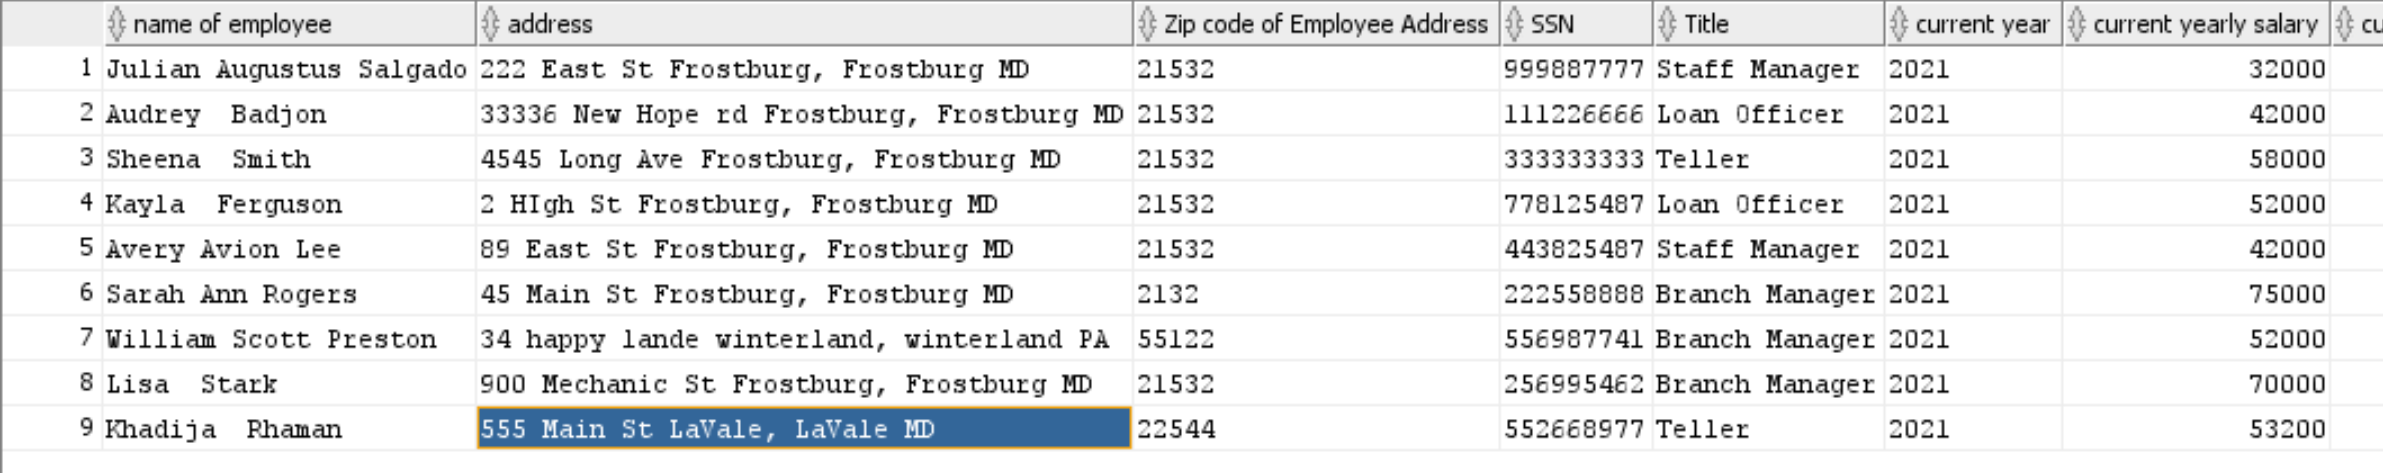 name of employee address Zip code of Employee Address SSN Title current year current yearly salary cu
1 Julian Augustus Salgado 222 East St Frostburg, Frostburg MD 21532 999887777 Staff Manager 2021 32000
2 Audrey  Badjon 33336 New Hope rd Frostburg, Frostburg MD 21532 111226666 Loan Officer 2021 42000
3 Sheena  Smith 4545 Long Ave Frostburg, Frostburg MD 21532 333333333 Teller 2021 58000
4 Kayla  Ferguson 2 HIgh St Frostburg, Frostburg MD 21532 778125487 Loan Officer 2021 52000
5 Avery Avion Lee 89 East St Frostburg, Frostburg MD 21532 443825487 Staff Manager 2021 42000
6 Sarah Ann Rogers 45 Main St Frostburg, Frostburg MD 2132 222558888 Branch Manager 2021 75000
7 William Scott Preston 34 happy lande winterland, winterland PA 55122 556987741 Branch Manager 2021 52000
8 Lisa  Stark 900 Mechanic St Frostburg, Frostburg MD 21532 256995462 Branch Manager 2021 70000
9 Khadija  Rhaman 555 Main St LaVale, LaVale MD 22544 552668977 Teller 2021 53200